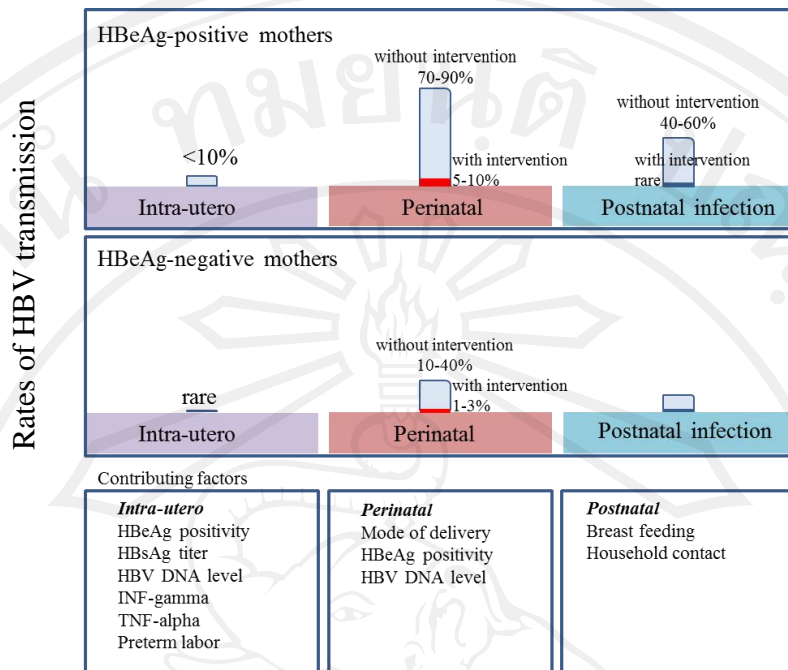 Rates of HBV transmission
HBeAg-positive mothers
<10%
without intervention
70-90%
with intervention
5-10%
without intervention
40-60%
with intervention
rare
Intra-utero
Perinatal
Postnatal infection
HBeAg-negative mothers
rare
without intervention
10-40%
with intervention
1-3%
Intra-utero
Perinatal
Postnatal infection
Contributing factors
Intra-utero
HBeAg positivity
HBsAg titer
HBV DNA level
INF-gamma
TNF-alpha
Preterm labor
Perinatal
Mode of delivery
HBeAg positivity
HBV DNA level
Postnatal
Breast feeding
Household contact